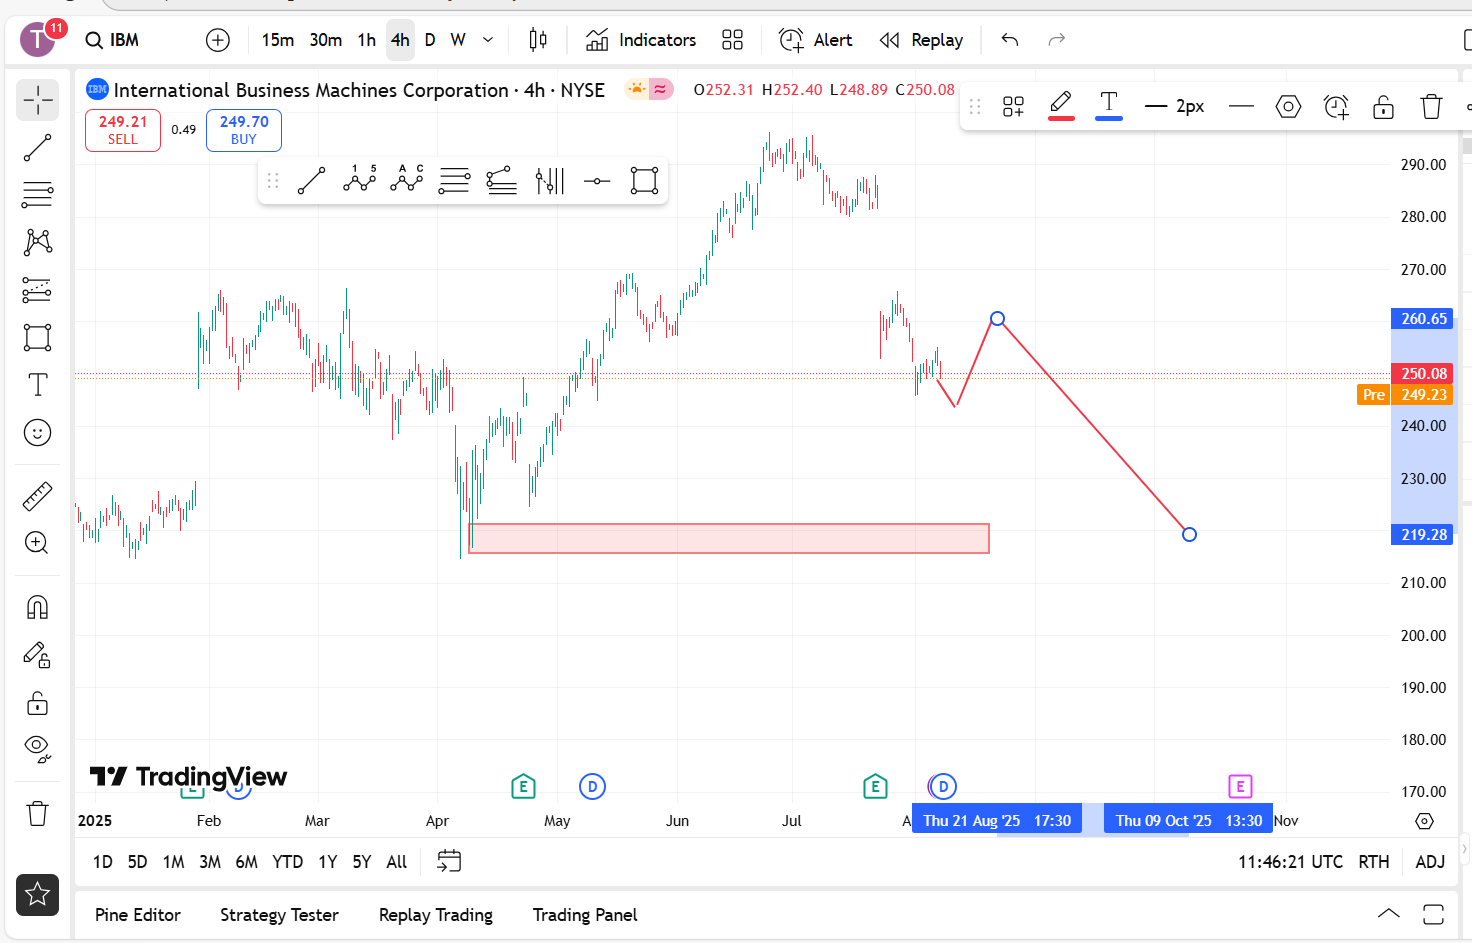 T 11 IBM 15m 30m 1h 4h D W Indicators Alert Replay
IBM International Business Machines Corporation · 4h · NYSE O252.31 H252.40 L248.89 C250.08
T 2px
249.21 SELL 0.49 249.70 BUY
1 5 A C
290.00
280.00
270.00
260.65
250.08
Pre 249.23
240.00
230.00
219.28
210.00
200.00
190.00
180.00
170.00
T
TradingView
E D E D E D E
2025 Feb Mar Apr May Jun Jul A Thu 21 Aug '25 17:30 Thu 09 Oct '25 13:30 Nov
1D 5D 1M 3M 6M YTD 1Y 5Y All 11:46:21 UTC RTH ADJ
Pine Editor Strategy Tester Replay Trading Trading Panel